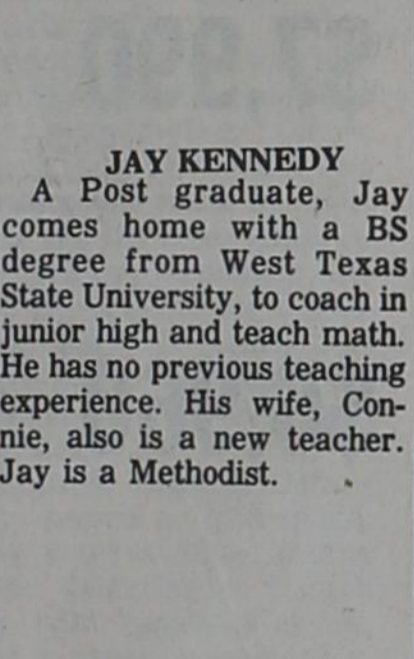 JAY KENNEDY
A Post graduate, Jay
comes home with a BS
degree from West Texas
State University, to coach in
junior high and teach math.
He has no previous teaching
experience. His wife, Con-
nie, also is a new teacher.
Jay is a Methodist.